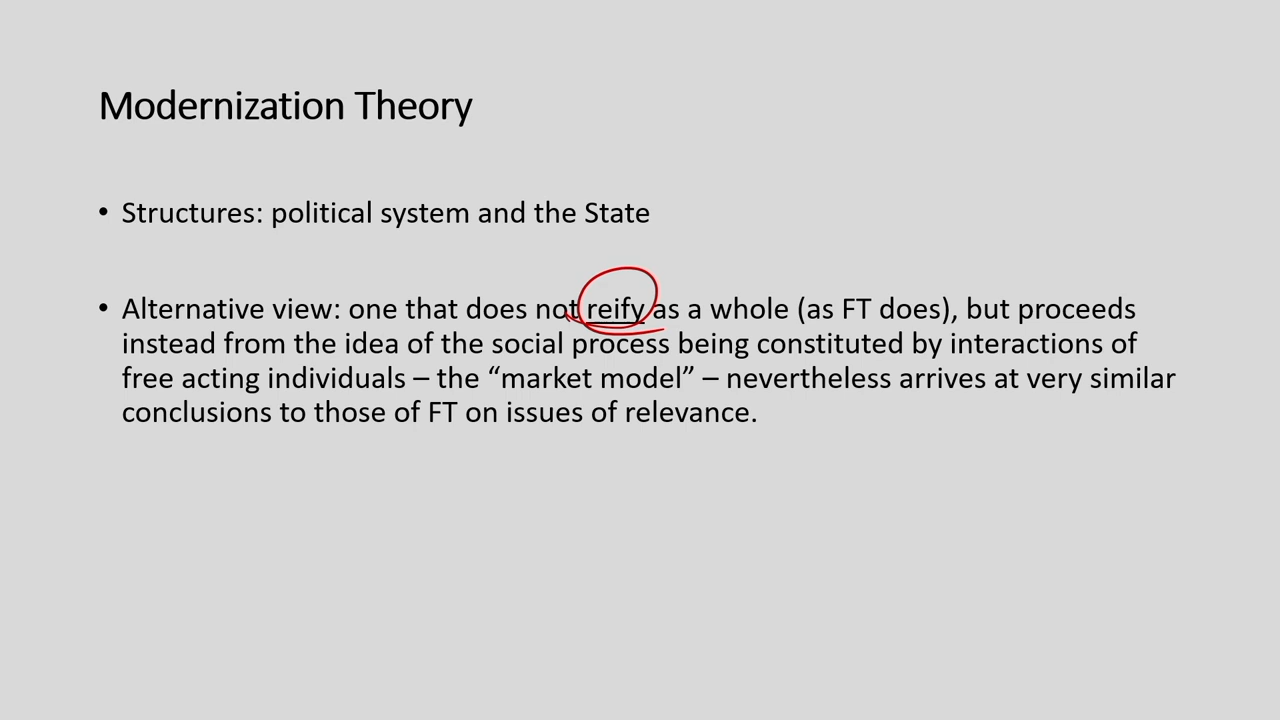 Modernization Theory
• Structures: political system and the State
• Alternative view: one that does not reify as a whole (as FT does), but proceeds
instead from the idea of the social process being constituted by interactions of
free acting individuals – the “market model” – nevertheless arrives at very similar
conclusions to those of FT on issues of relevance.